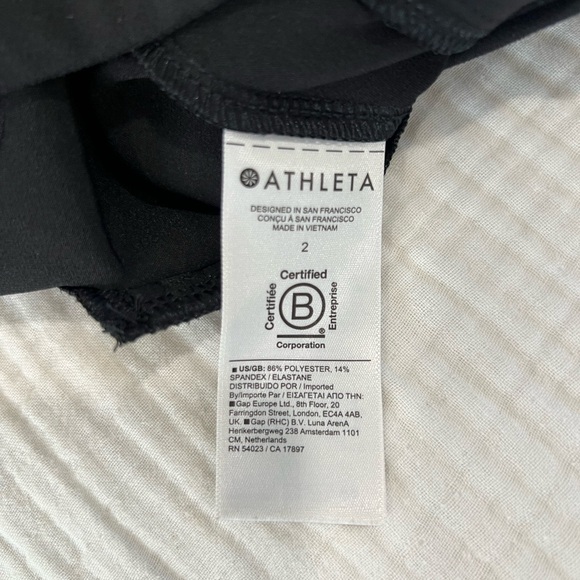 ATHLETA
DESIGNED IN SAN FRANCISCO
CONÇU À SAN FRANCISCO
MADE IN VIETNAM
2
Certified
Certifiée
B
®
Entreprise
Corporation
■ US/GB: 86% POLYESTER, 14%
SPANDEX / ELASTANE
DISTRIBUIDO POR / Imported
By/importe Par / ΕΙΣΑΓΕΤΑΙ ΑΠΟ ΤΗΝ:
■ Gap Europe Ltd., 8th Floor, 20
Farringdon Street, London, EC4A 4AB,
UK. ■ Gap (RHC) B.V. Luna ArenA
Henkerbergweg 238 Amsterdam 1101
CM, Netherlands
RN 54023 / CA 17897